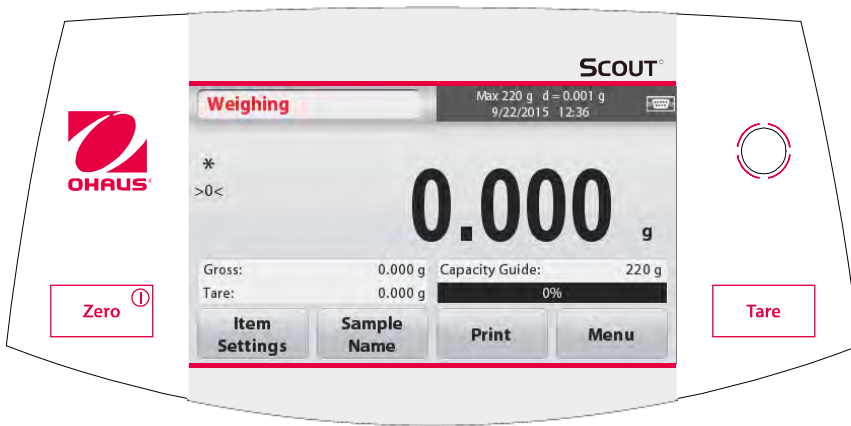 SCOUT
Weighing
Max 220 g d = 0.001 g
9/22/2015 12:36
*
>0<
0.000 g
OHAUS
Gross: 0.000 g
Tare: 0.000 g
Capacity Guide: 220 g
0%
Zero
Tare
Item
Settings
Sample
Name
Print
Menu